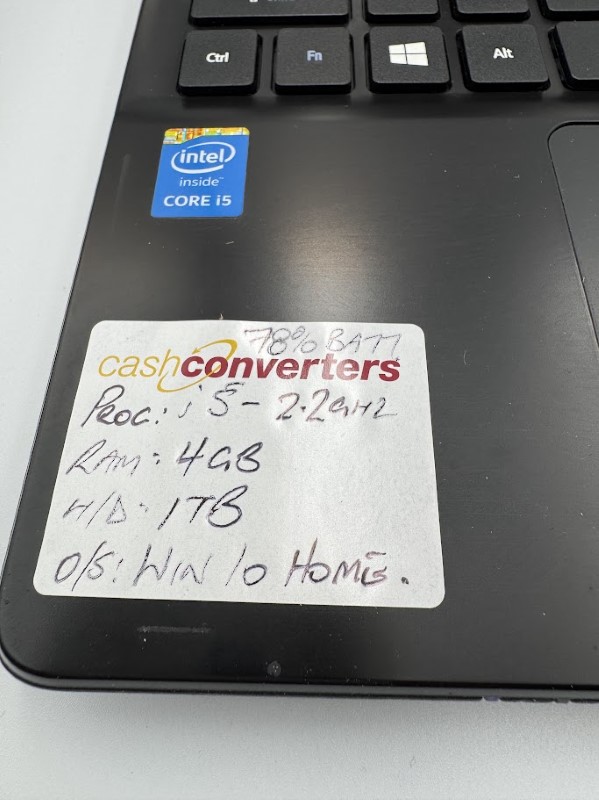 Ctrl Fn Alt
intel
inside™
CORE i5
78% BATT
cashconverters
PROC: i5 - 2.2GHZ
RAM: 4GB
H/D: 1TB
O/S: WIN 10 HOME.